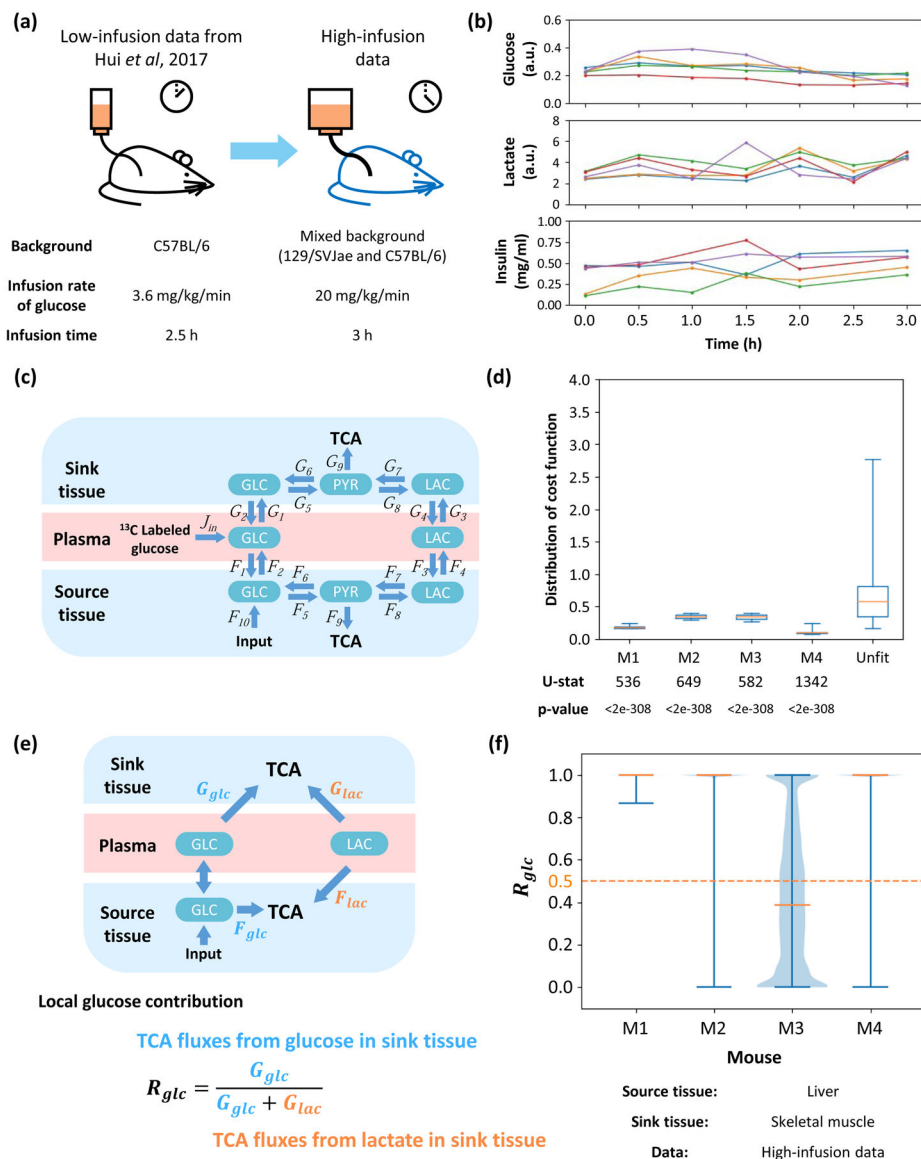 (a)
Low-infusion data from
Hui et al, 2017
High-infusion
data
Background
C57BL/6
Mixed background
(129/SVJae and C57BL/6)
Infusion rate
of glucose
3.6 mg/kg/min
20 mg/kg/min
Infusion time
2.5 h
3 h
(b)
Glucose
(a.u.)
0.6
0.4
0.2
0.0
Lactate
(a.u.)
8
6
4
2
0
Insulin
(mg/ml)
1.00
0.75
0.50
0.25
0.00
0.0 0.5 1.0 1.5 2.0 2.5 3.0
Time (h)
(c)
Sink
tissue
TCA
G9
G6
G7
GLC
PYR
LAC
G5
G8
G2
G1
G4
G3
Plasma
13C Labeled
glucose
Jin
GLC
LAC
F1
F2
F3
F4
Source
tissue
F6
F7
GLC
PYR
LAC
F5
F8
F10
F9
Input
TCA
(d)
Distribution of cost function
4.0
3.5
3.0
2.5
2.0
1.5
1.0
0.5
0.0
M1 M2 M3 M4 Unfit
U-stat 536 649 582 1342
p-value <2e-308 <2e-308 <2e-308 <2e-308
(e)
Sink
tissue
TCA
Gglc
Glac
Plasma
GLC
LAC
Source
tissue
GLC
TCA
Flac
Fglc
Input
Local glucose contribution
TCA fluxes from glucose in sink tissue
Rglc = Gglc / Gglc + Glac
TCA fluxes from lactate in sink tissue
(f)
Rglc
1.0
0.8
0.6
0.5
0.4
0.2
0.0
M1 M2 M3 M4
Mouse
Source tissue: Liver
Sink tissue: Skeletal muscle
Data: High-infusion data